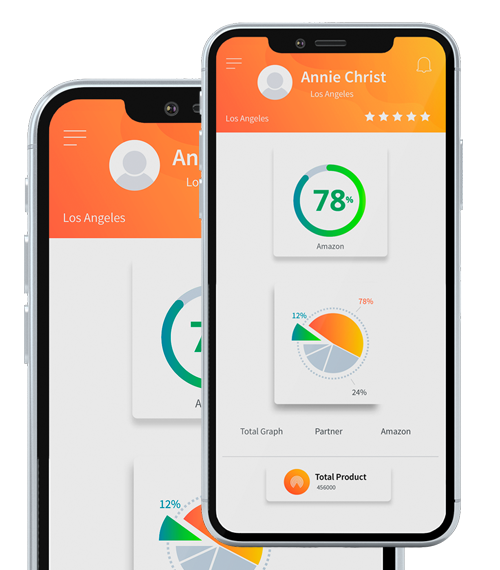 Annie Christ
Los Angeles
Los Angeles
78%
Amazon
78%
12%
24%
Total Graph Partner Amazon
Total Product
456000
An
Lo
Los Angeles
7
A
12%